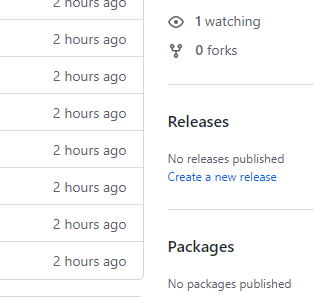 2 hours ago
2 hours ago
2 hours ago
2 hours ago
2 hours ago
2 hours ago
2 hours ago
2 hours ago
1 watching
0 forks
Releases
No releases published
Create a new release
Packages
No packages published